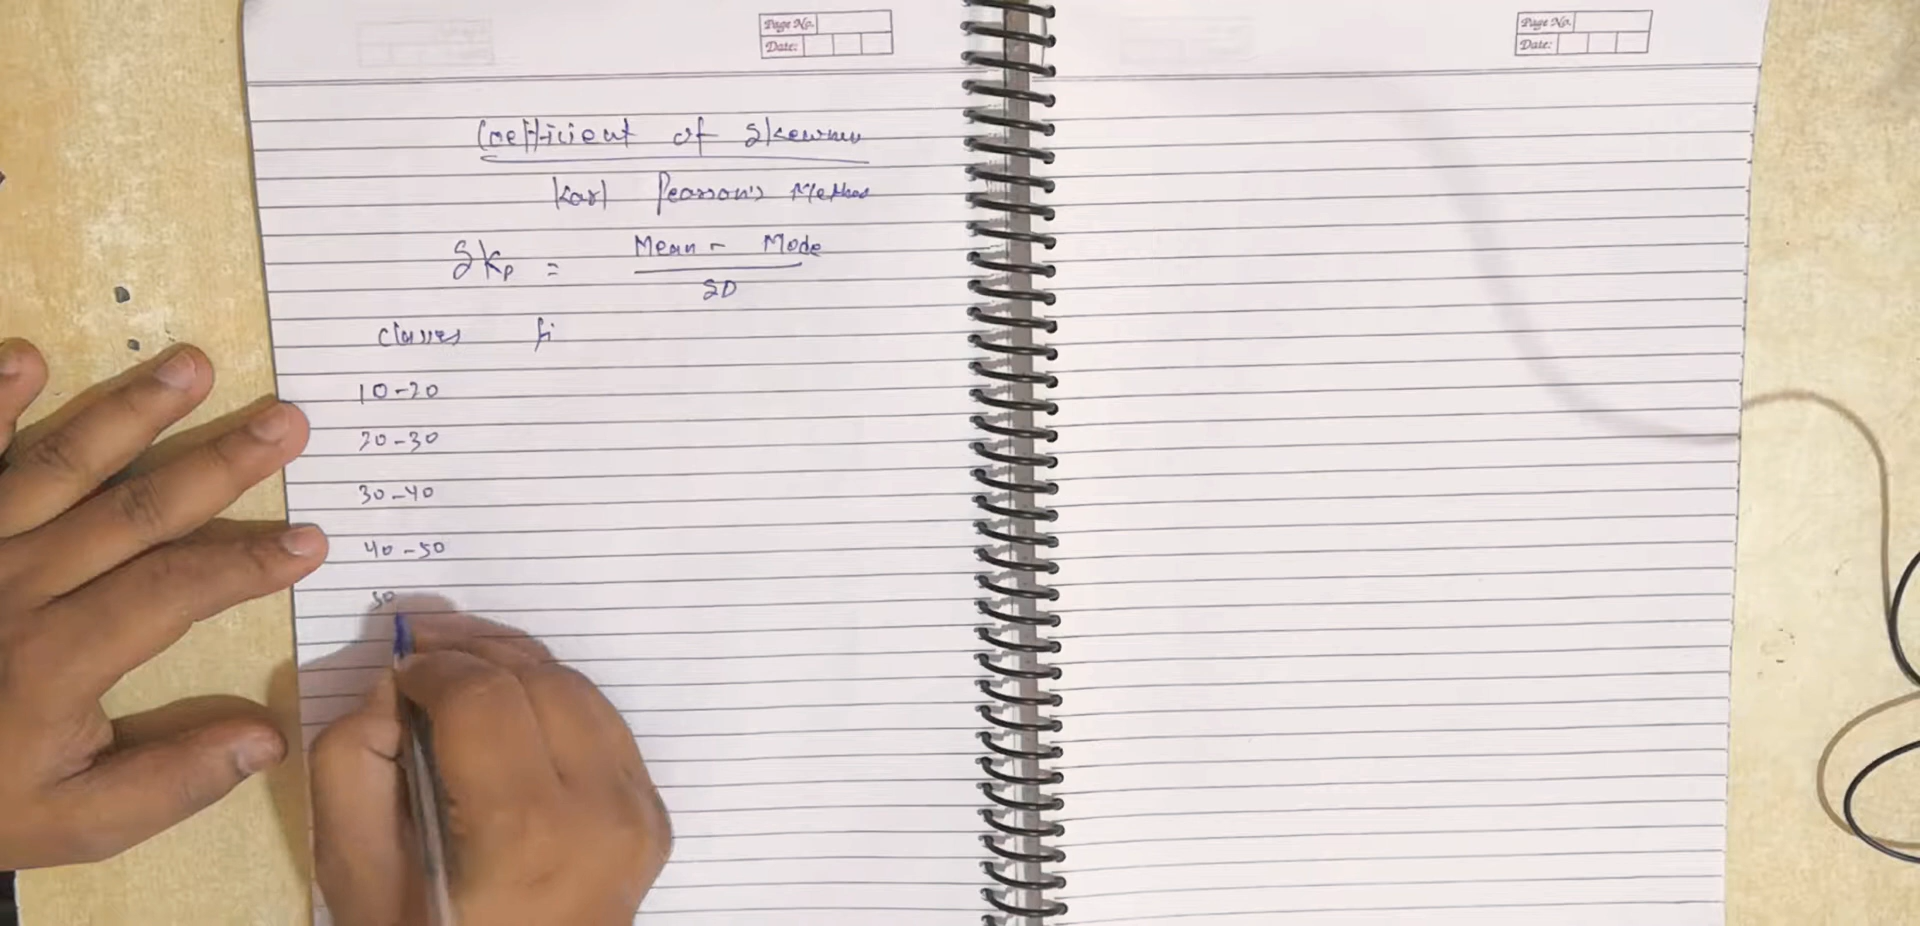 Page No.
Date:
Page No.
Date:
Coefficient of Skewness
Karl Pearson's Method
SKp = Mean - Mode
SD
Classes fi
10-20
20-30
30-40
40-50
50